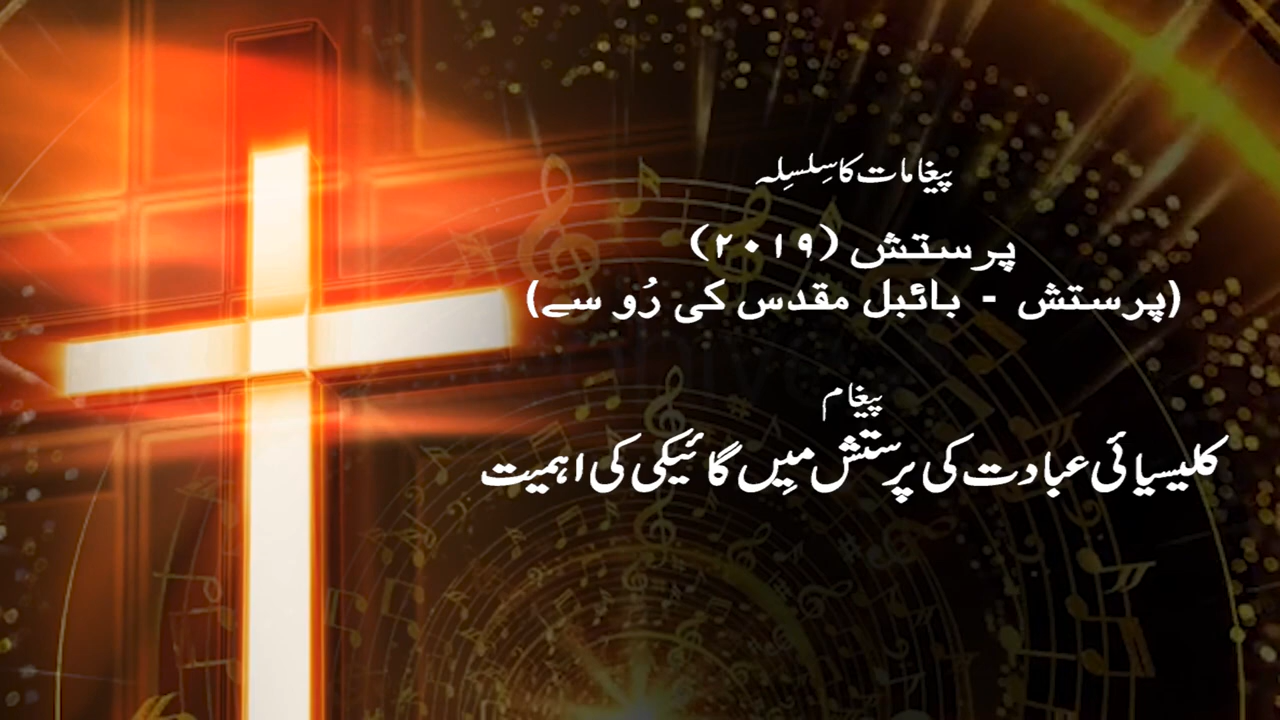 پیغامات کا سِلسِلہ
پرستش (۲۰۱۹)
(پرستش - بائبل مقدس کی رُو سے)
پیغام
کلیسیائی عبادت کی پرستش مِیں گائیکی کی اہمیت